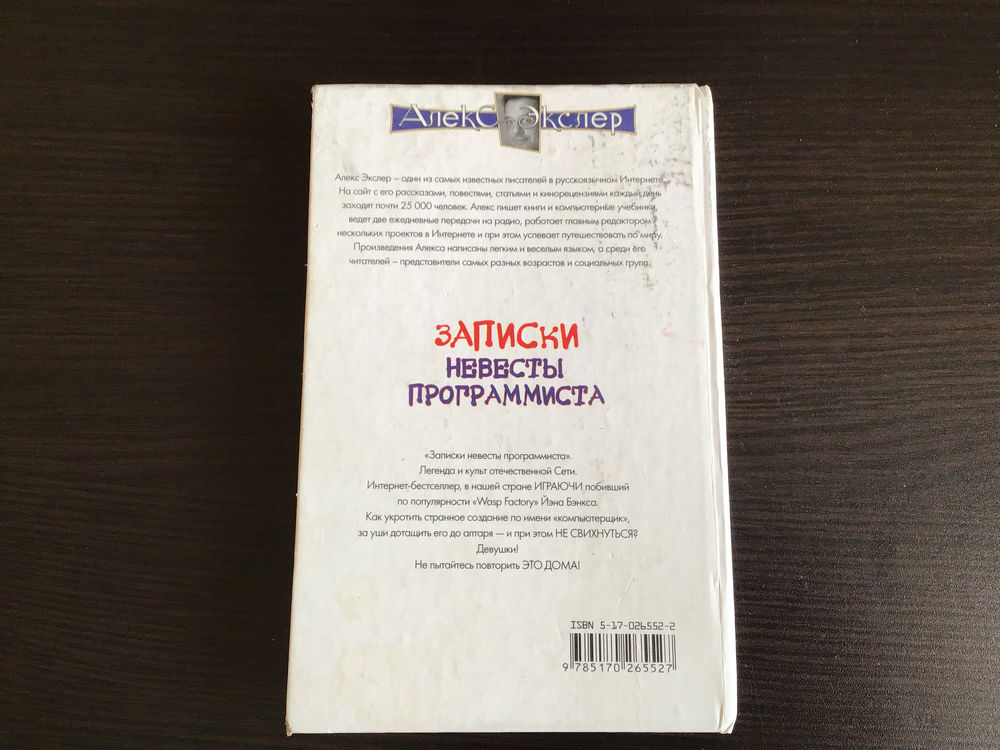 Алекс Экслер
Алекс Экслер – один из самых известных писателей в русскоязычном Интернете.
На сайт с его рассказами, повестями, статьями и кинорецензиями каждый день
заходят почти 25 000 человек. Алекс пишет книги и компьютерные учебники,
ведет две ежедневные передачи на радио, работает главным редактором
нескольких проектов в Интернете и при этом успевает путешествовать по миру.
Произведения Алекса написаны легким и веселым языком, а среди его
читателей – представители самых разных возрастов и социальных групп.
ЗАПИСКИ
НЕВЕСТЫ
ПРОГРАММИСТА
«Записки невесты программиста».
Легенда и культ отечественной Сети.
Интернет-бестселлер, в нашей стране ИГРАЮЧИ побивший
по популярности «Wasp Factory» Йэна Бэнкса.
Как укротить странное создание по имени «компьютерщик»,
за уши дотащить его до алтаря — и при этом НЕ СВИХНУТЬСЯ?
Девушки!
Не пытайтесь повторить ЭТО ДОМА!
ISBN 5-17-026552-2
9 785170 265527